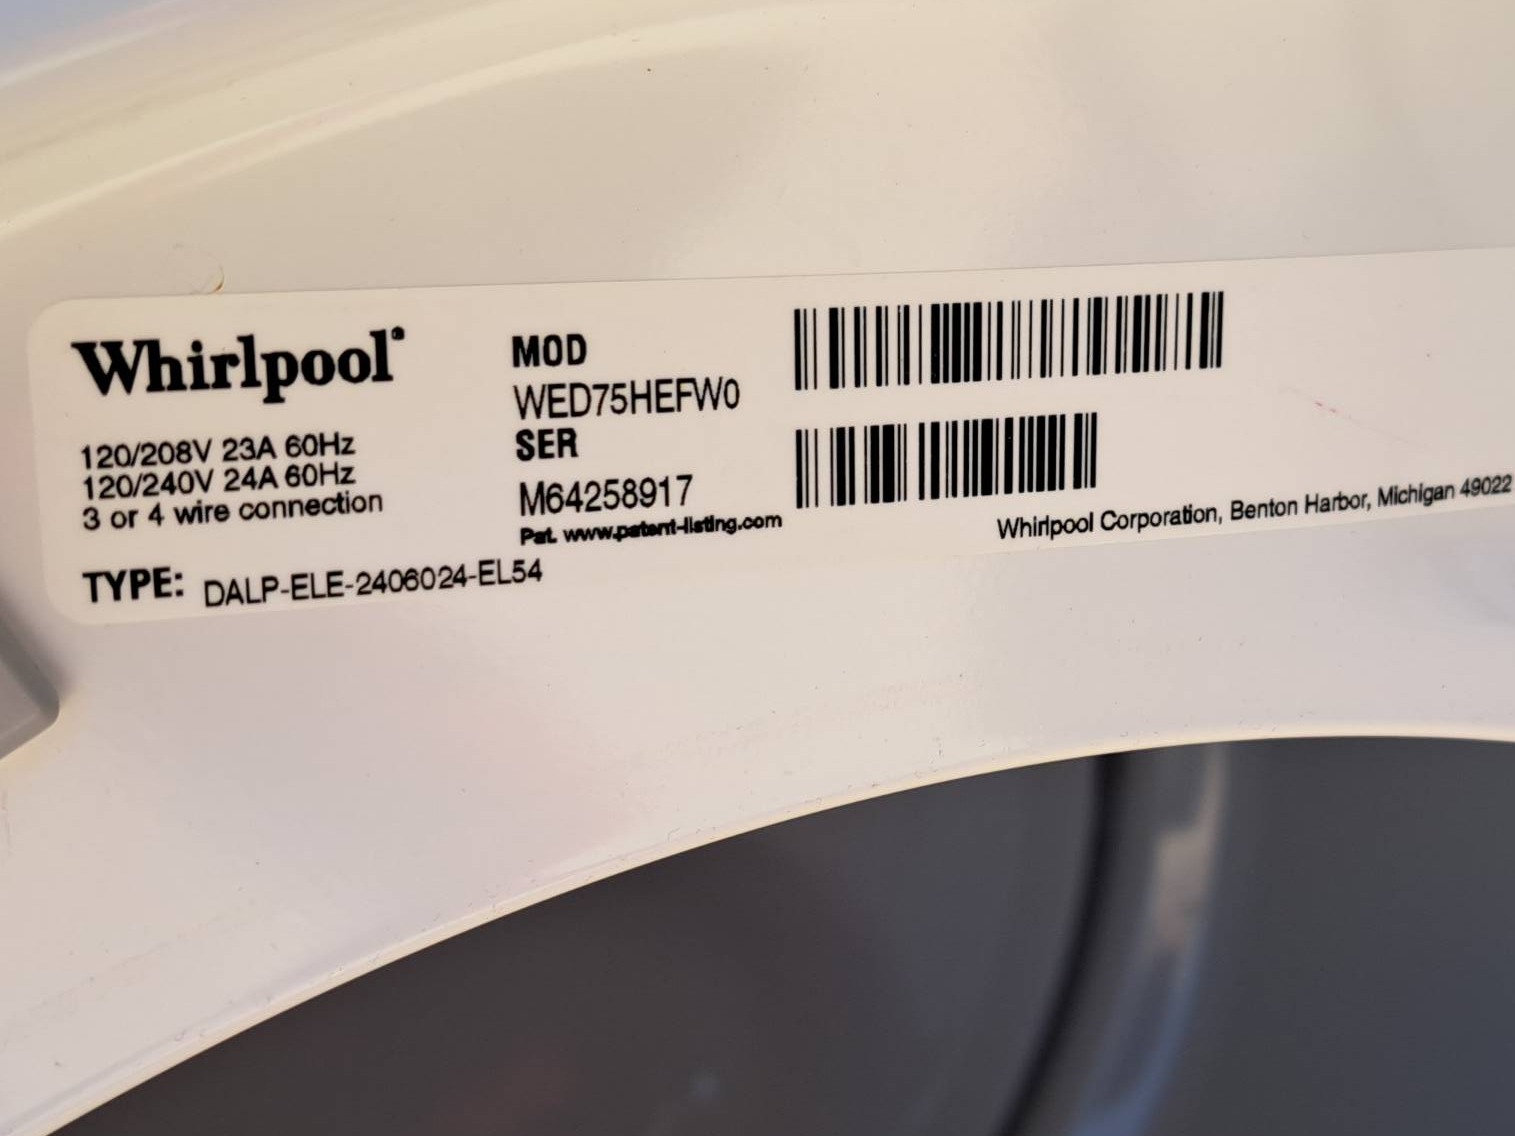 Whirlpool®
120/208V 23A 60Hz
120/240V 24A 60Hz
3 or 4 wire connection
TYPE: DALP-ELE-2406024-EL54
MOD
WED75HEFW0
SER
M64258917
Pat. www.patent-listing.com
Whirlpool Corporation, Benton Harbor, Michigan 49022